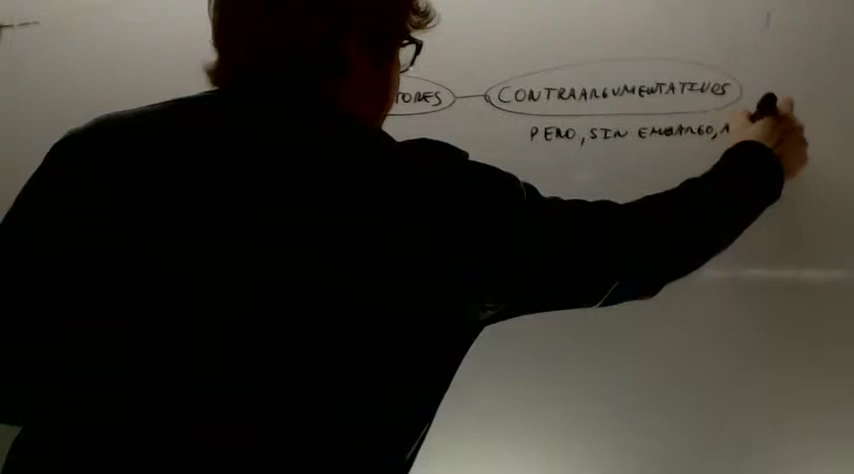 TORES CONTRAARGUMENTATIVOS
PERO, SIN EMBARGO, A